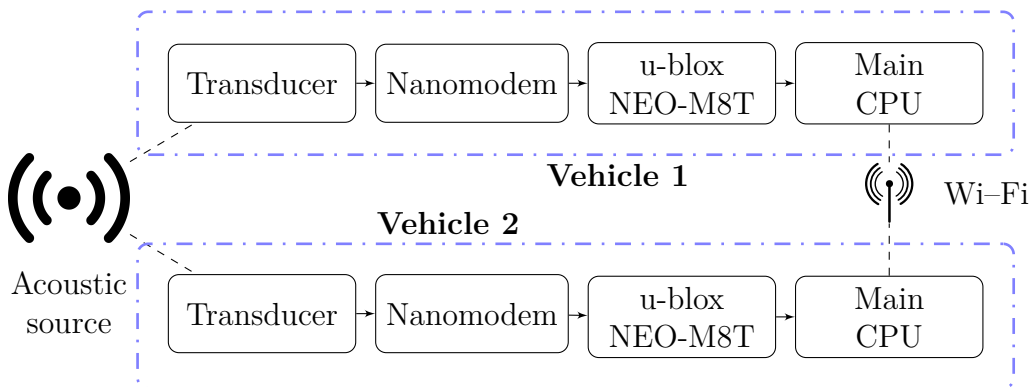 Transducer
Nanomodem
u-blox
NEO-M8T
Main
CPU
Vehicle 1
Wi–Fi
Vehicle 2
Acoustic
source
Transducer
Nanomodem
u-blox
NEO-M8T
Main
CPU